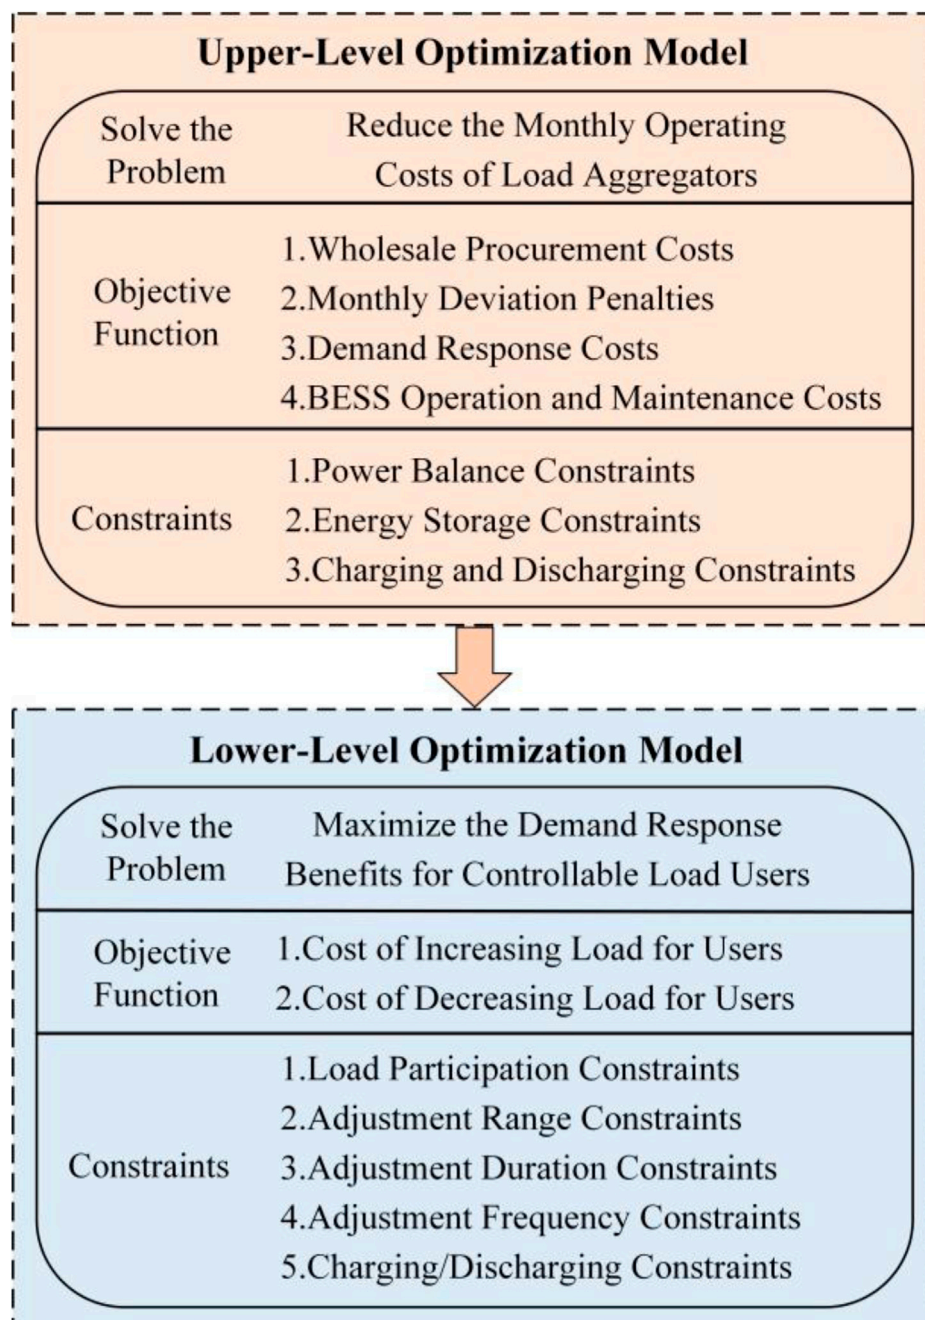 Upper-Level Optimization Model
Solve the
Problem
Reduce the Monthly Operating
Costs of Load Aggregators
Objective
Function
1.Wholesale Procurement Costs
2.Monthly Deviation Penalties
3.Demand Response Costs
4.BESS Operation and Maintenance Costs
Constraints
1.Power Balance Constraints
2.Energy Storage Constraints
3.Charging and Discharging Constraints
Lower-Level Optimization Model
Solve the
Problem
Maximize the Demand Response
Benefits for Controllable Load Users
Objective
Function
1.Cost of Increasing Load for Users
2.Cost of Decreasing Load for Users
Constraints
1.Load Participation Constraints
2.Adjustment Range Constraints
3.Adjustment Duration Constraints
4.Adjustment Frequency Constraints
5.Charging/Discharging Constraints